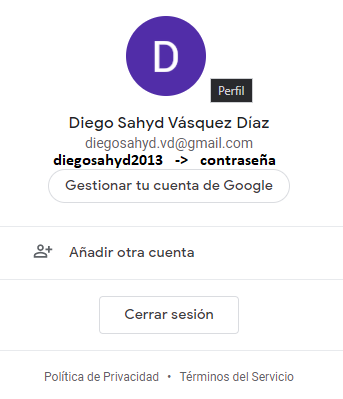 D
Perfil
Diego Sahyd Vásquez Díaz
diegosahyd.vd@gmail.com
diegosahyd2013 -> contraseña
Gestionar tu cuenta de Google
Añadir otra cuenta
Cerrar sesión
Política de Privacidad • Términos del Servicio